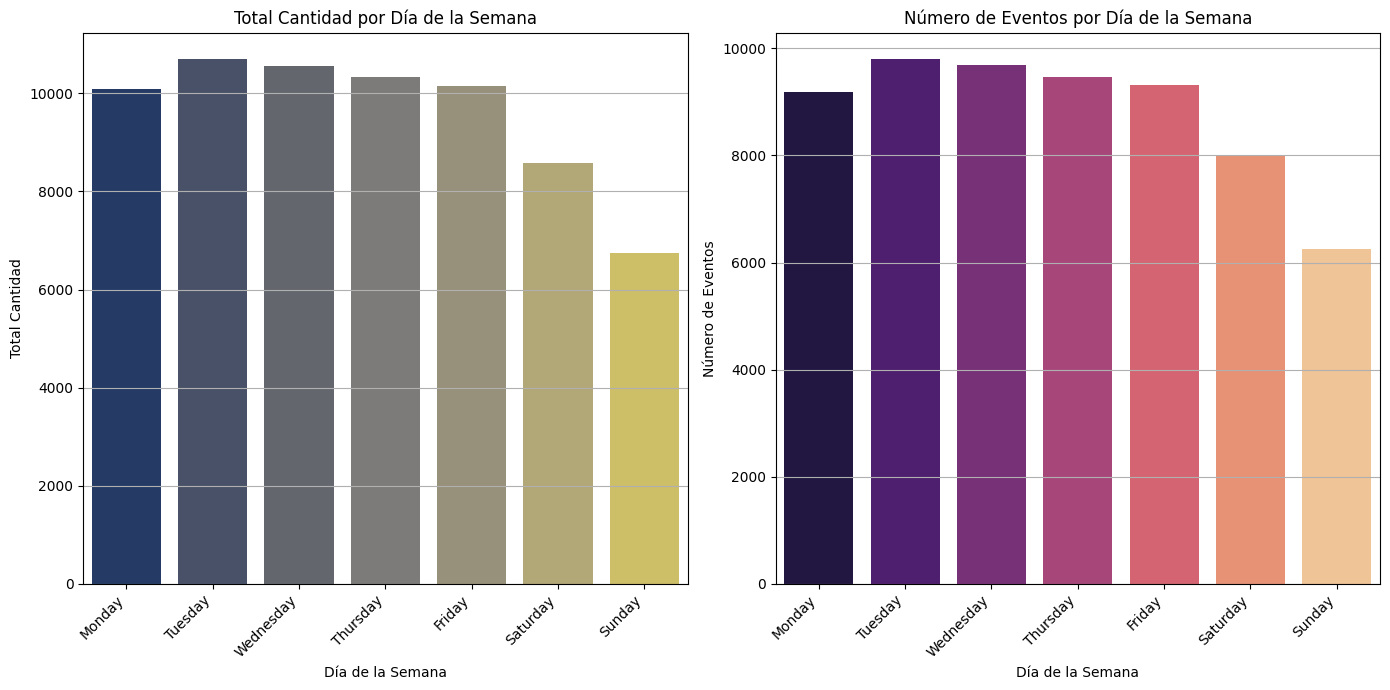 Total Cantidad por Día de la Semana
Total Cantidad
10000
8000
6000
4000
2000
0
Monday
Tuesday
Wednesday
Thursday
Friday
Saturday
Sunday
Día de la Semana
Número de Eventos por Día de la Semana
Número de Eventos
10000
8000
6000
4000
2000
0
Monday
Tuesday
Wednesday
Thursday
Friday
Saturday
Sunday
Día de la Semana